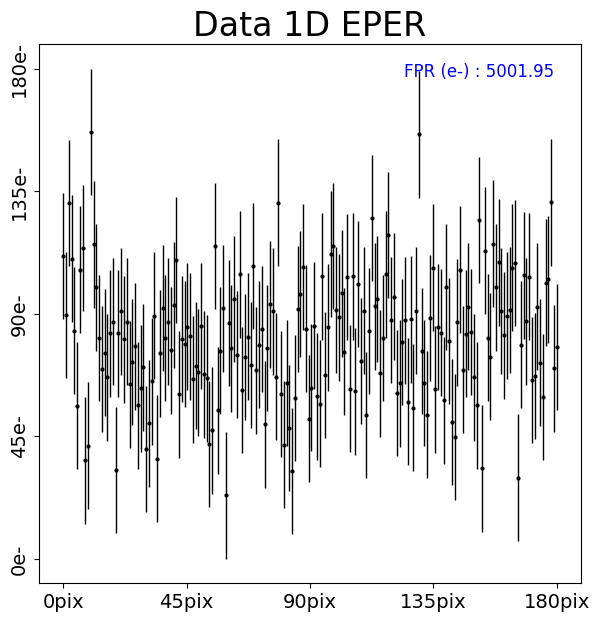 Data 1D EPER
FPR (e-) : 5001.95
180e-
135e-
90e-
45e-
0e-
0pix 45pix 90pix 135pix 180pix